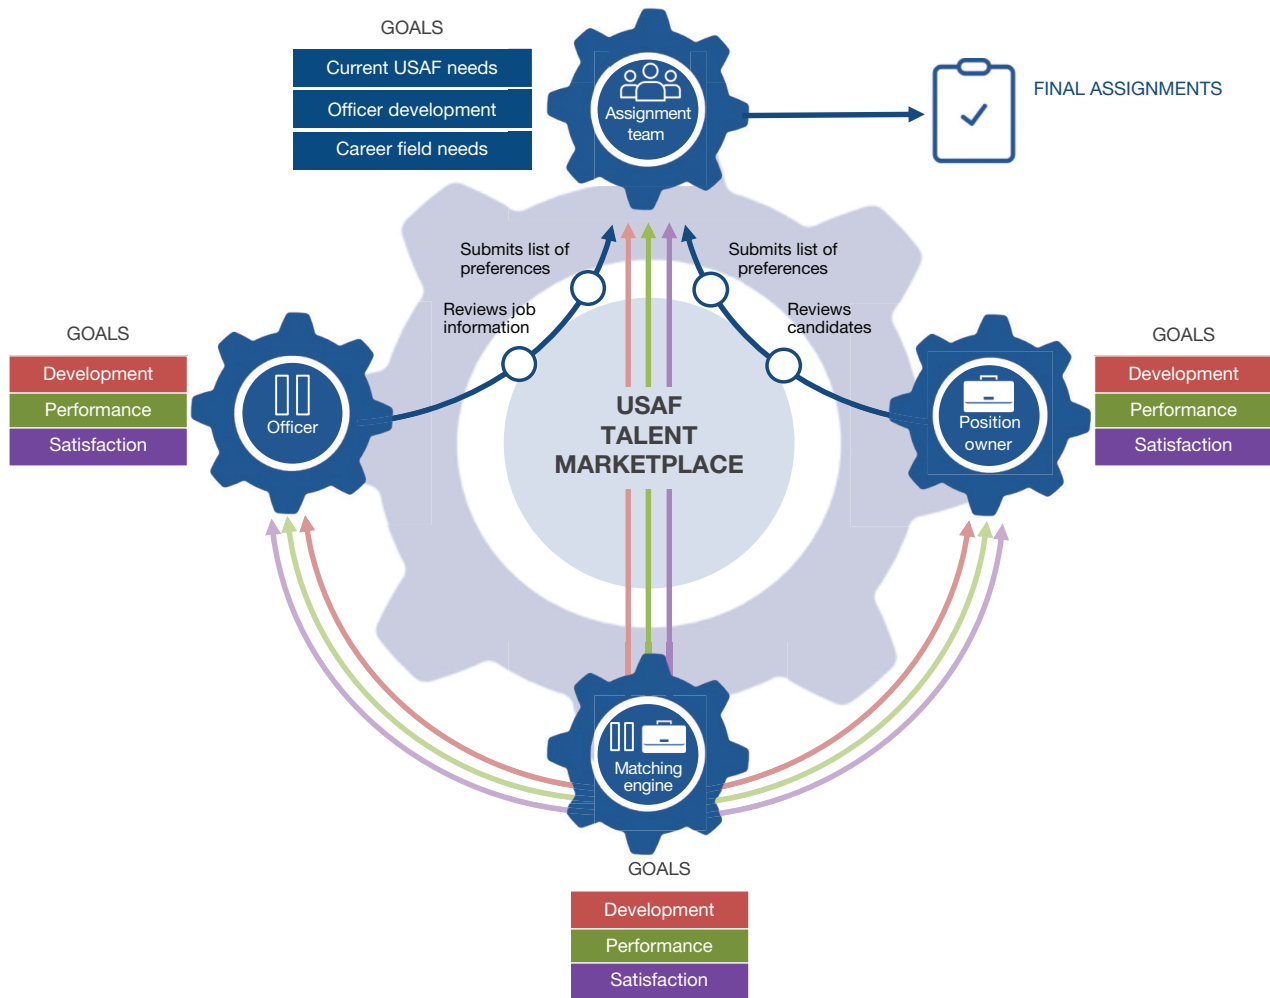 GOALS
Current USAF needs
Officer development
Career field needs
Assignment
team
FINAL ASSIGNMENTS
Submits list of
preferences
Submits list of
preferences
Reviews job
information
Reviews
candidates
GOALS
Development
Performance
Satisfaction
Officer
USAF
TALENT
MARKETPLACE
Position
owner
GOALS
Development
Performance
Satisfaction
Matching
engine
GOALS
Development
Performance
Satisfaction